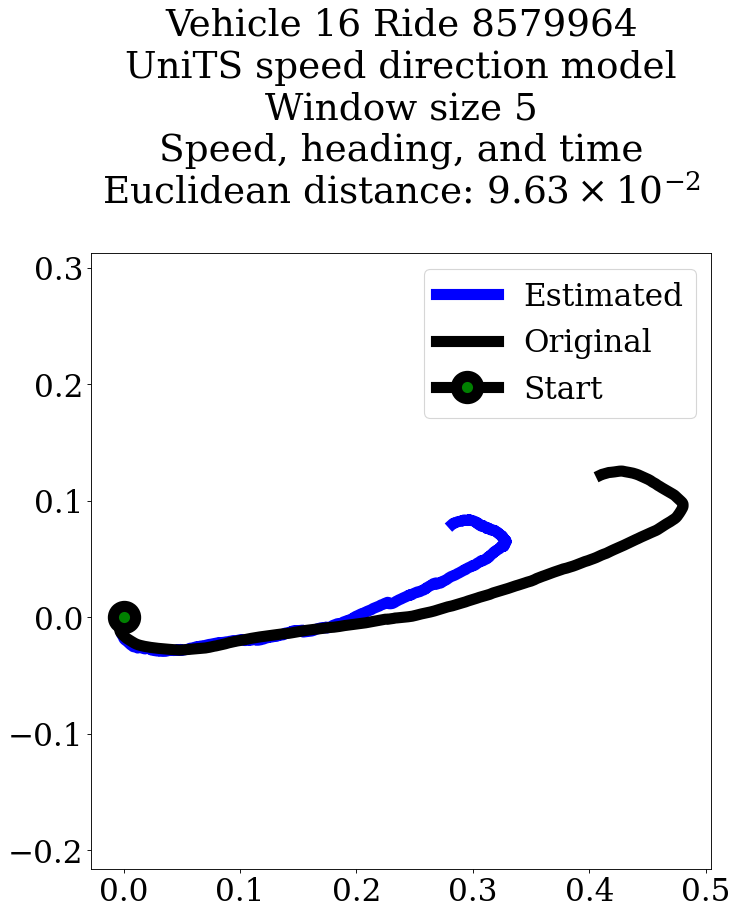 Vehicle 16 Ride 8579964
UniTS speed direction model
Window size 5
Speed, heading, and time
Euclidean distance: 9.63 × 10⁻²
Estimated
Original
Start
0.3
0.2
0.1
0.0
−0.1
−0.2
0.0 0.1 0.2 0.3 0.4 0.5